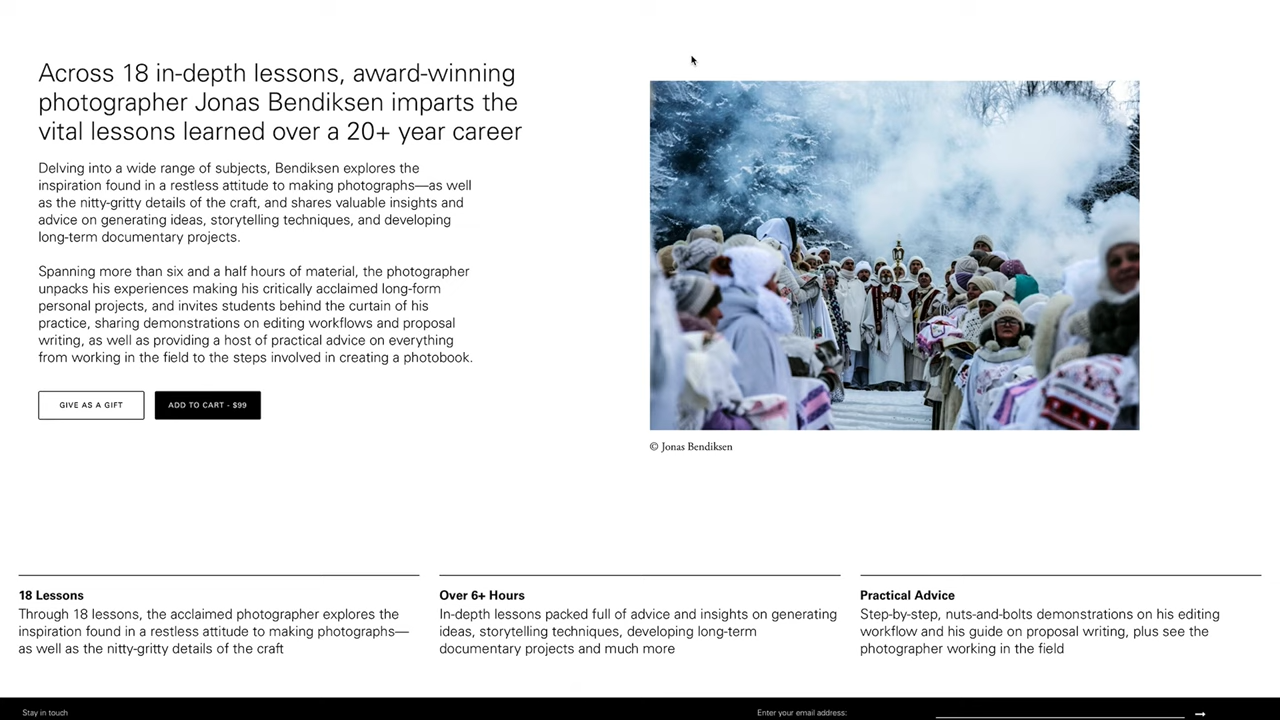 Across 18 in-depth lessons, award-winning
photographer Jonas Bendiksen imparts the
vital lessons learned over a 20+ year career
Delving into a wide range of subjects, Bendiksen explores the
inspiration found in a restless attitude to making photographs—as well
as the nitty-gritty details of the craft, and shares valuable insights and
advice on generating ideas, storytelling techniques, and developing
long-term documentary projects.
Spanning more than six and a half hours of material, the photographer
unpacks his experiences making his critically acclaimed long-form
personal projects, and invites students behind the curtain of his
practice, sharing demonstrations on editing workflows and proposal
writing, as well as providing a host of practical advice on everything
from working in the field to the steps involved in creating a photobook.
GIVE AS A GIFT
ADD TO CART - $99
© Jonas Bendiksen
18 Lessons
Through 18 lessons, the acclaimed photographer explores the
inspiration found in a restless attitude to making photographs—
as well as the nitty-gritty details of the craft
Over 6+ Hours
In-depth lessons packed full of advice and insights on generating
ideas, storytelling techniques, developing long-term
documentary projects and much more
Practical Advice
Step-by-step, nuts-and-bolts demonstrations on his editing
workflow and his guide on proposal writing, plus see the
photographer working in the field
Stay in touch
Enter your email address: